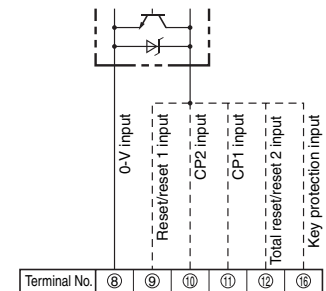 0-V input
Reset/reset 1 input
CP2 input
CP1 input
Total reset/reset 2 input
Key protection input
Terminal No. ⑧ ⑨ ⑩ ⑪ ⑫ ⑯